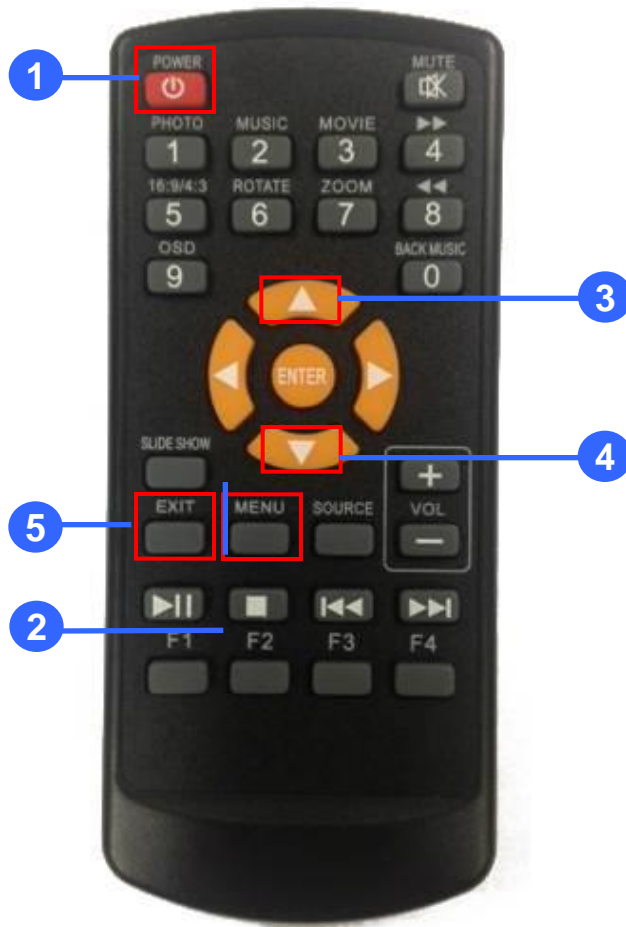 POWER MUTE
1
PHOTO MUSIC MOVIE
1 2 3 4
16:9/4:3 ROTATE ZOOM
5 6 7 8
OSD BACK MUSIC
9 0
3
ENTER
SLIDE SHOW
4
+
EXIT MENU SOURCE VOL
5
−
2
F1 F2 F3 F4